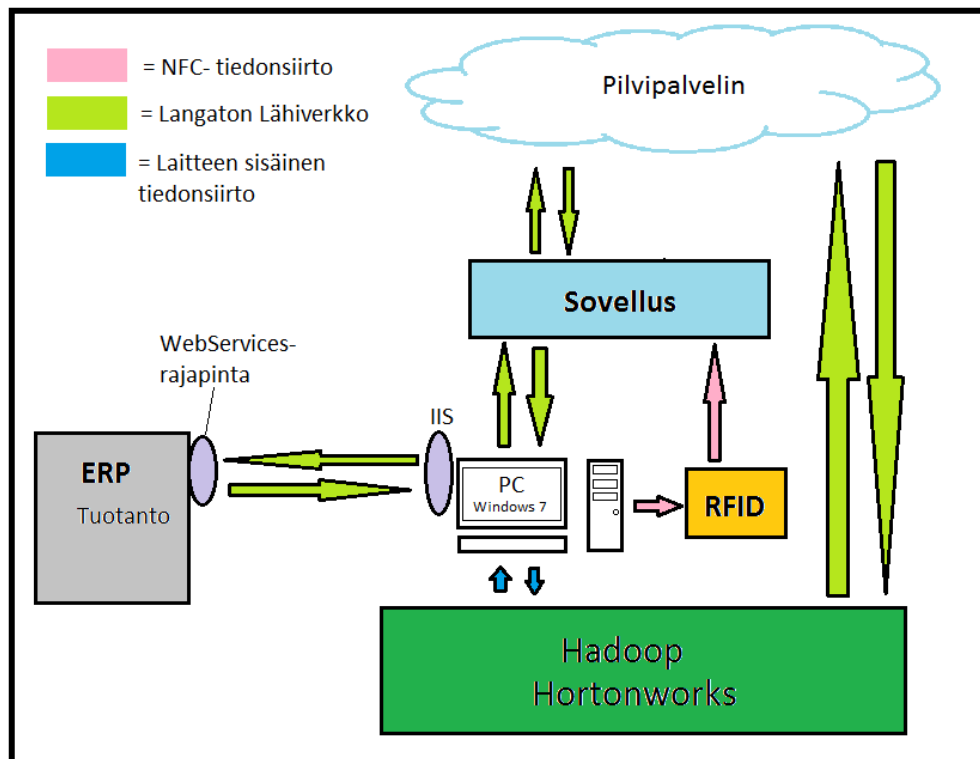 = NFC- tiedonsiirto
= Langaton Lähiverkko
= Laitteen sisäinen
tiedonsiirto
Pilvipalvelin
Sovellus
WebServices-
rajapinta
IIS
ERP
Tuotanto
PC
Windows 7
RFID
Hadoop
Hortonworks